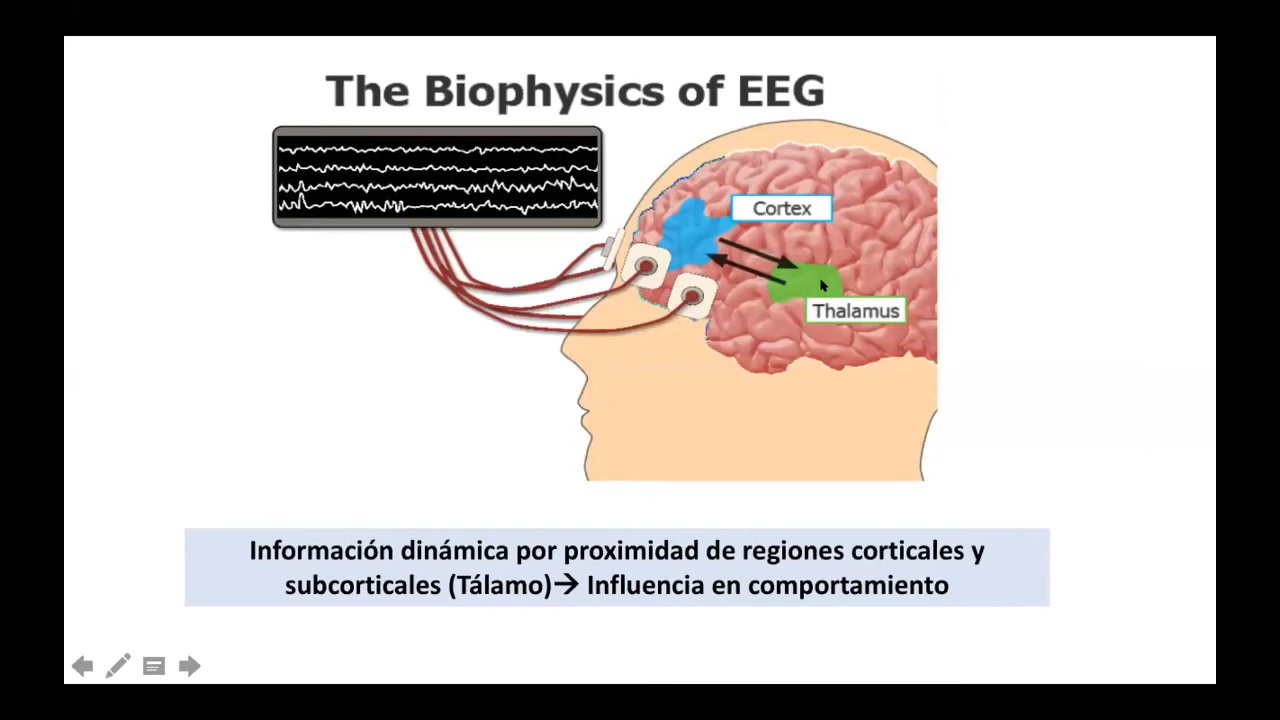 The Biophysics of EEG
Cortex
Thalamus
Información dinámica por proximidad de regiones corticales y
subcorticales (Tálamo)→ Influencia en comportamiento